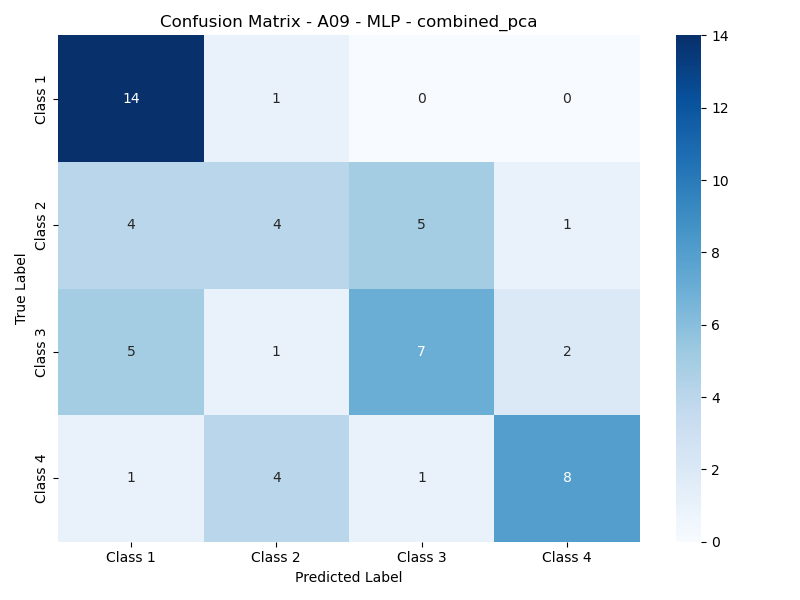 Confusion Matrix - A09 - MLP - combined_pca
True Label
Class 1
14 1 0 0
Class 2
4 4 5 1
Class 3
5 1 7 2
Class 4
1 4 1 8
Class 1 Class 2 Class 3 Class 4
Predicted Label
14
12
10
8
6
4
2
0